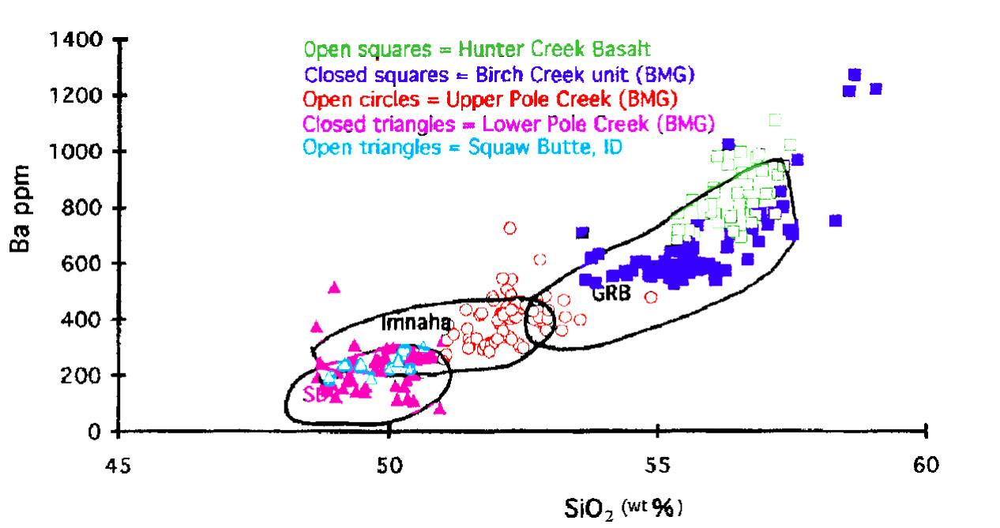 1400
1200
1000
800
600
400
200
0
Ba ppm
Open squares = Hunter Creek Basalt
Closed squares = Birch Creek unit (BMG)
Open circles = Upper Pole Creek (BMG)
Closed triangles = Lower Pole Creek (BMG)
Open triangles = Squaw Butte, ID
GRB
Imnaha
45 50 55 60
SiO₂ (wt %)